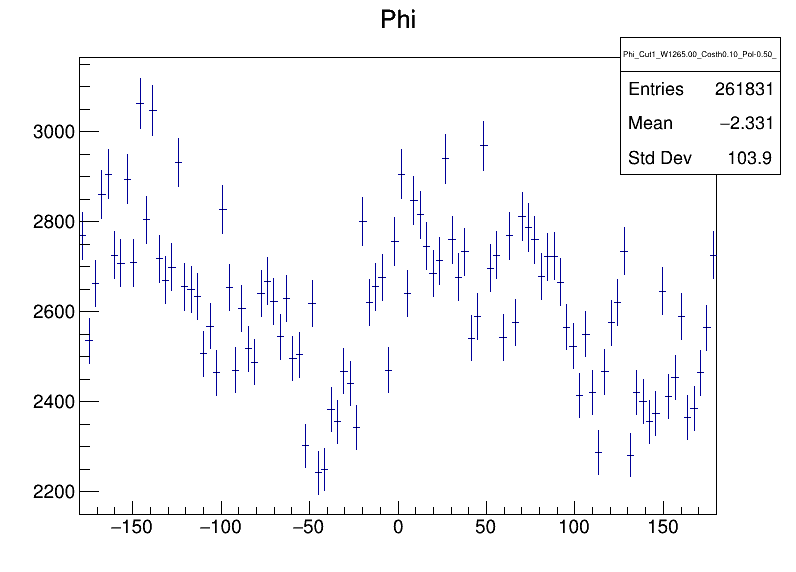 Phi
Phi_Cut1_W1265.00_Costh0.10_Pol-0.50_
Entries 261831
Mean −2.331
Std Dev 103.9
3000
2800
2600
2400
2200
−150 −100 −50 0 50 100 150